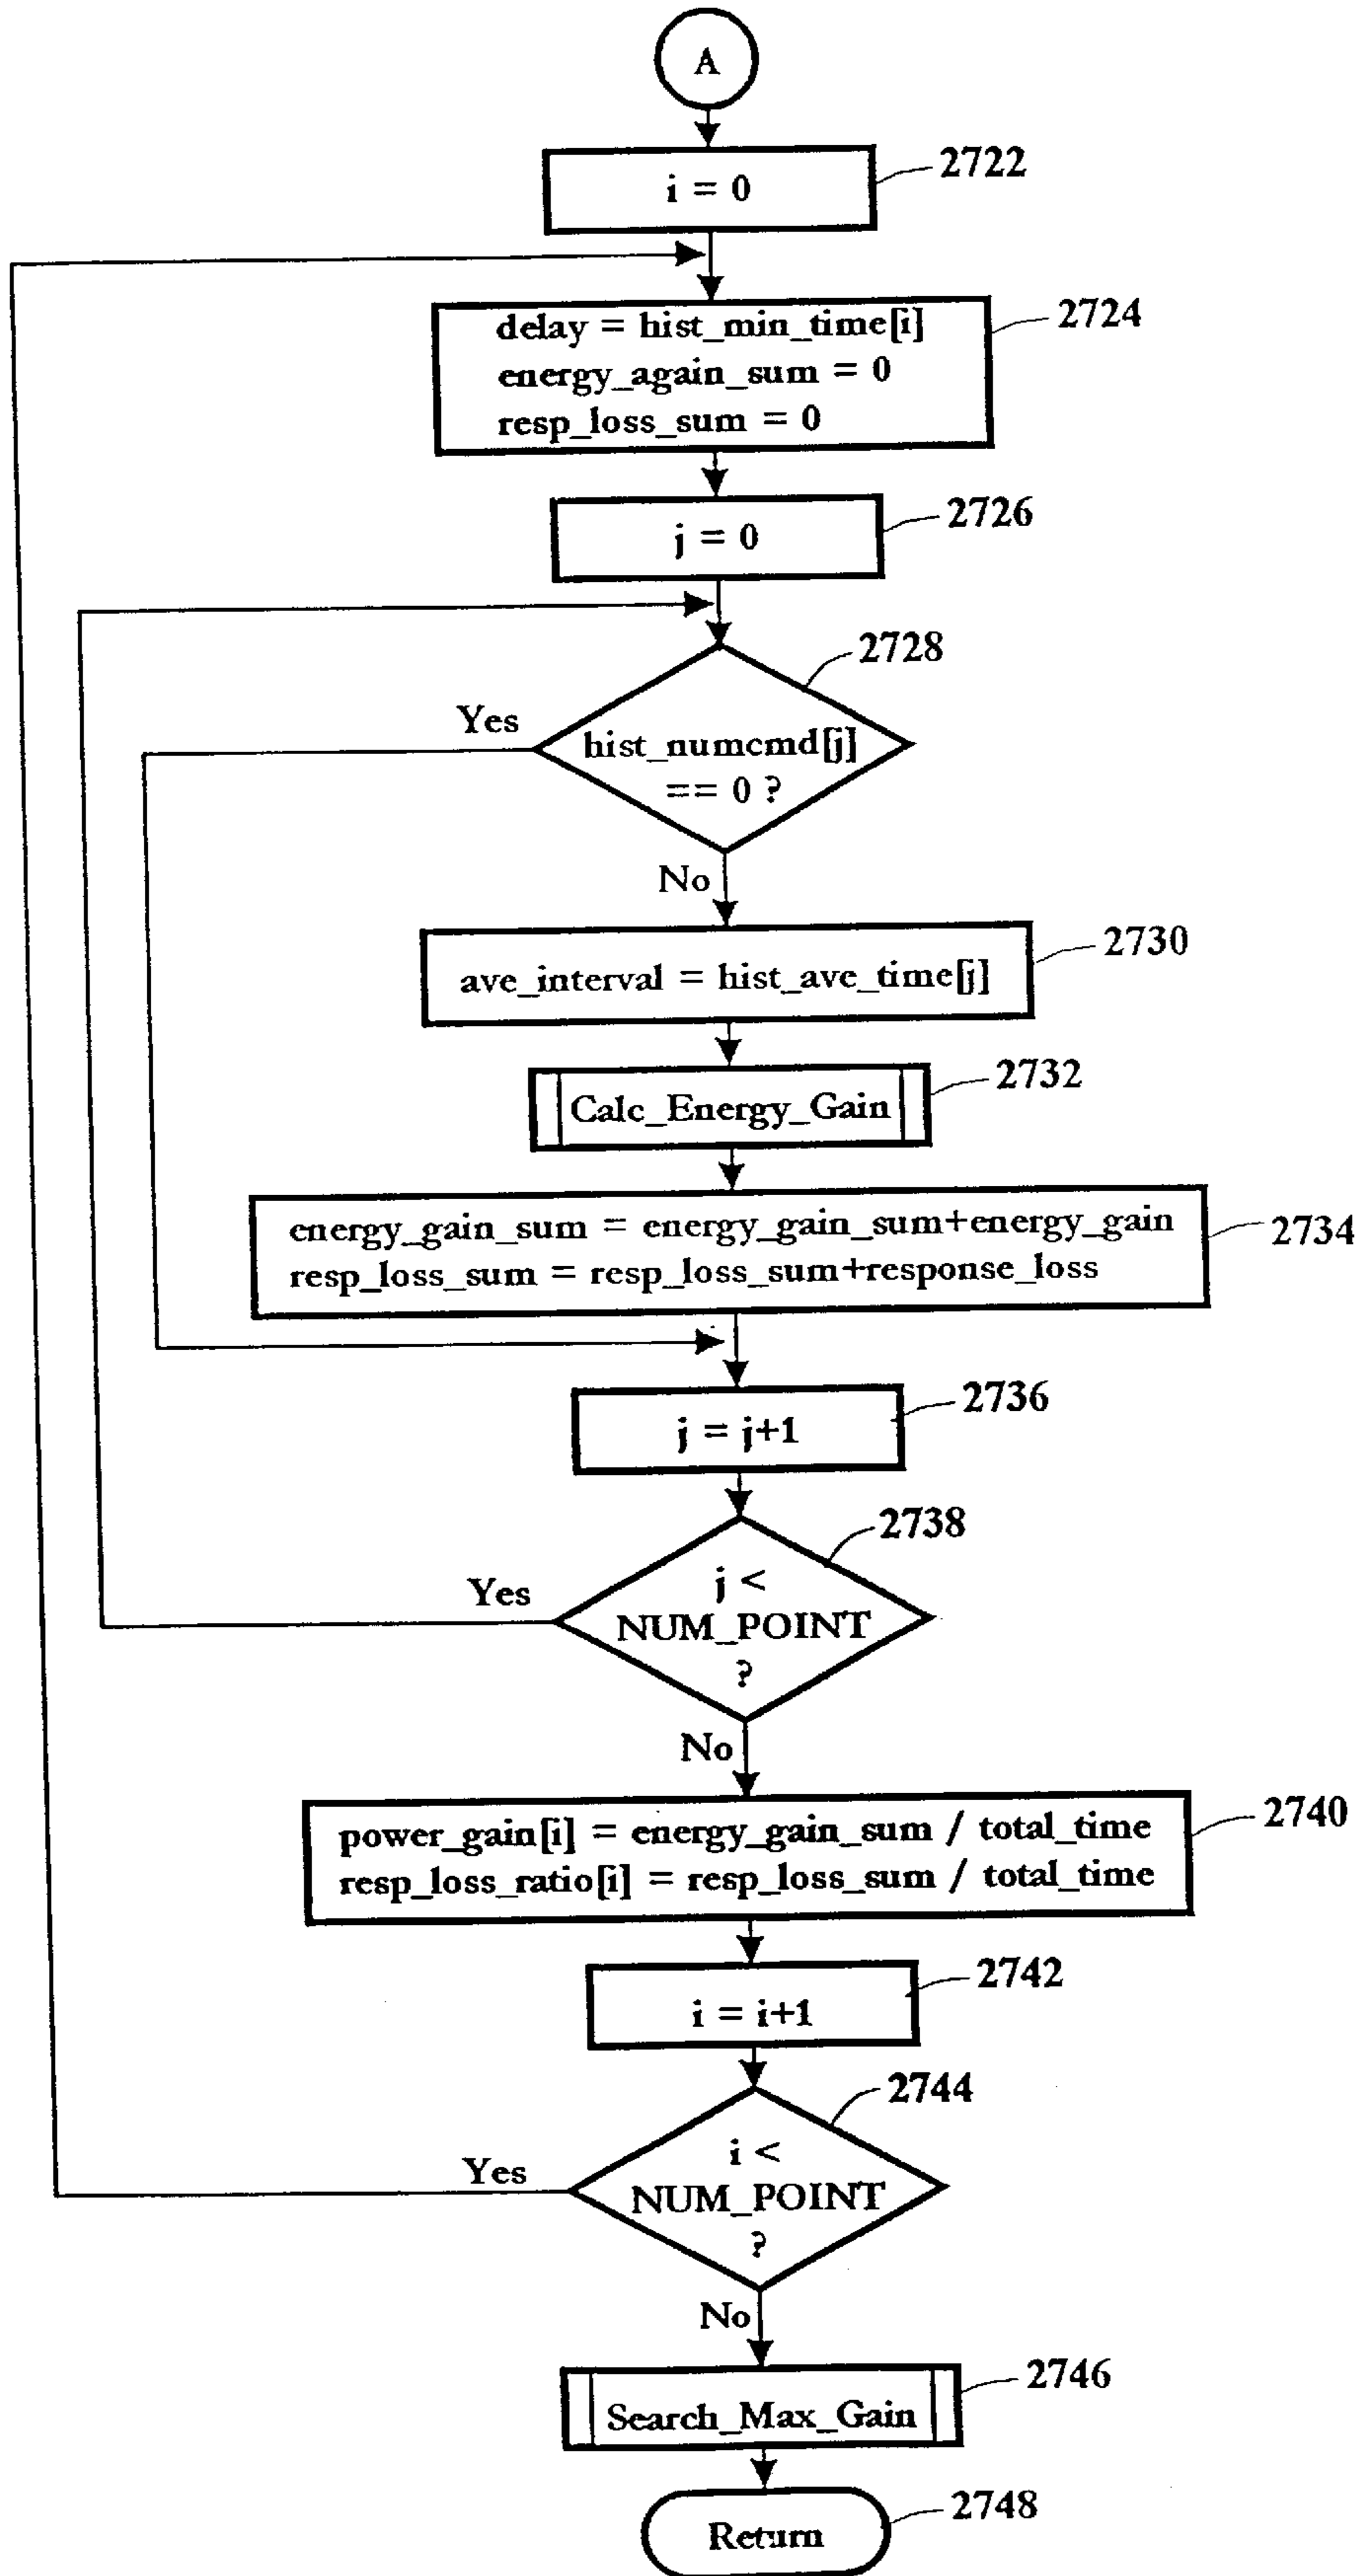 A
i = 0
2722
delay = hist_min_time[i]
energy_again_sum = 0
resp_loss_sum = 0
2724
j = 0
2726
2728
Yes
hist_numcmd[j]
== 0 ?
No
ave_interval = hist_ave_time[j]
2730
Calc_Energy_Gain
2732
energy_gain_sum = energy_gain_sum+energy_gain
resp_loss_sum = resp_loss_sum+response_loss
2734
j = j+1
2736
2738
Yes
j <
NUM_POINT
?
No
power_gain[i] = energy_gain_sum / total_time
resp_loss_ratio[i] = resp_loss_sum / total_time
2740
i = i+1
2742
2744
Yes
i <
NUM_POINT
?
No
Search_Max_Gain
2746
Return
2748